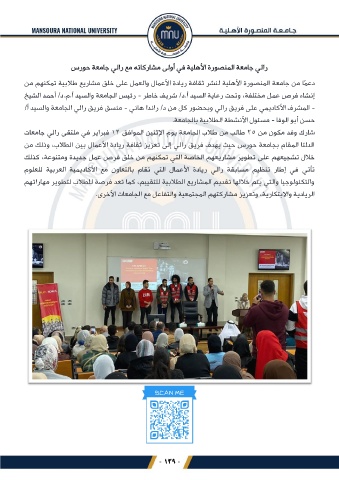 MANSOURA NATIONAL UNIVERSITY
جـامـعـة الـمـنـصـورة الأهـلـيـة
رالي جامعة المنصورة الأهلية في أولى مشاركاته مع رالي جامعة حورس
دعمًا من جامعة المنصورة الأهلية لنشر ثقافة ريادة الأعمال والعمل على خلق مشاريع طلابية تمكنهم من
إنشاء فرص عمل مختلفة، وتحت رعاية السيد أ.د/ شريف خاطر - رئيس الجامعة والسيد أ.م.د/ أحمد الشيخ
- المشرف الأكاديمي على فريق رالي وبحضور كل من د/ راندا هاني - منسق فريق رالي الجامعة والسيد أ/
حسن أبو الوفا - مسئول الأنشطة الطلابية بالجامعة.
شارك وفد مكون من ٢٥ طالب من طلاب الجامعة يوم الإثنين الموافق ١٢ فبراير في ملتقى رالي جامعات
الدلتا المقام بجامعة حورس حيث يهدف فريق رالي إلى تعزيز ثقافة ريادة الأعمال بين الطلاب، وذلك من
خلال تشجيعهم على تطوير مشاريعهم الخاصة التي تمكنهم من خلق فرص عمل جديدة ومتنوعة، كذلك
تأتي في إطار تنظيم مسابقة رالي ريادة الأعمال التي تقام بالتعاون مع الأكاديمية العربية للعلوم
والتكنولوجيا والتي يتم خلالها تقديم المشاريع الطلابية للتقييم، كما تعد فرصة للطلاب لتطوير مهاراتهم
الريادية والابتكارية، وتعزيز مشاركتهم المجتمعية والتفاعل مع الجامعات الأخرى.
SCAN ME
- ١٣٩ -